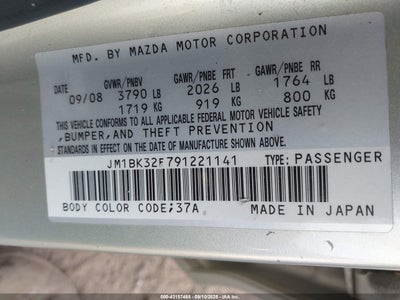 MFD. BY MAZDA MOTOR CORPORATION
DATE GVWR/PNBV GAWR/PNBE FRT GAWR/PNBE RR
09/08 3790 LB 2026 LB 1764 LB
1719 KG 919 KG 800 KG
THIS VEHICLE CONFORMS TO ALL APPLICABLE FEDERAL MOTOR VEHICLE SAFETY
,BUMPER,AND THEFT PREVENTION
STANDARDS IN EFFECT ON THE DATE OF MANUFACTURE SHOWN ABOVE.
JM1BK32F791221141 TYPE: PASSENGER
BODY COLOR CODE;37A MADE IN JAPAN
000-43157485 - 09/10/2025 - IAA Inc.